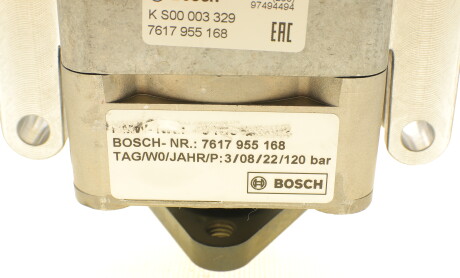 97494494
K S00 003 329
7617 955 168
EAC
BOSCH- NR.: 7617 955 168
TAG/W0/JAHR/P:3/08/22/120 bar
BOSCH